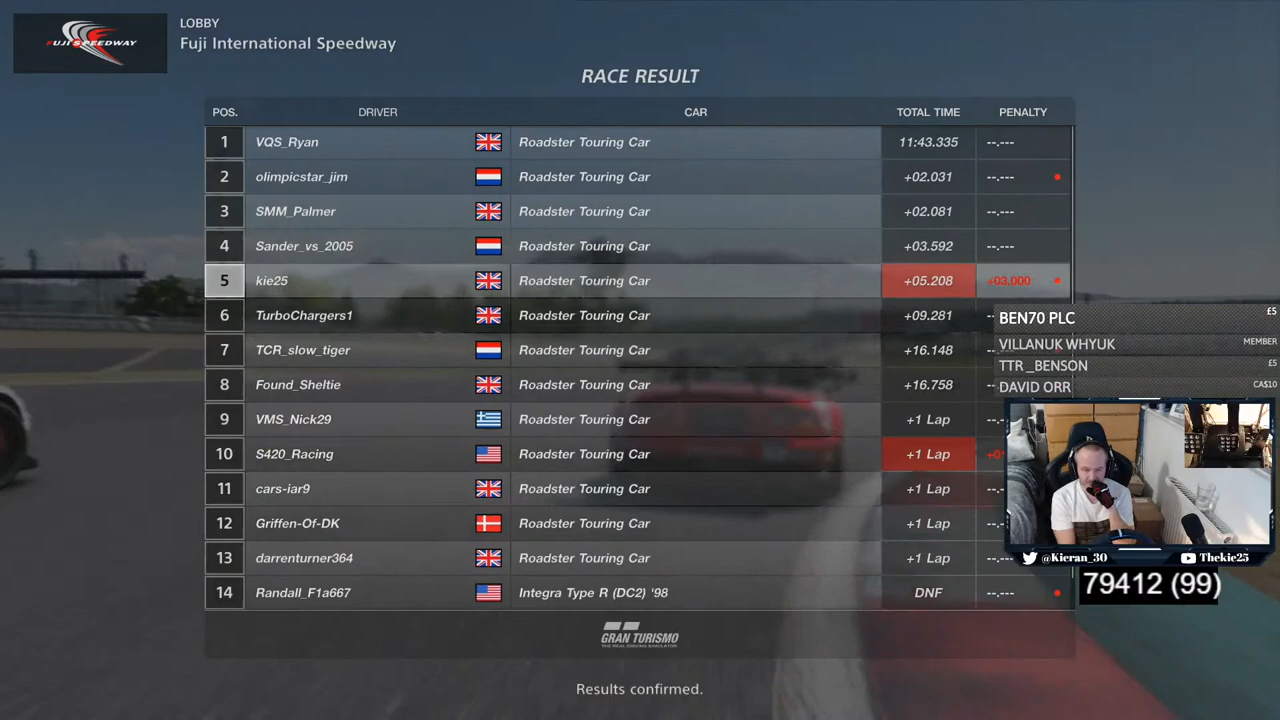 FUJI SPEEDWAY
LOBBY
Fuji International Speedway
RACE RESULT
POS. DRIVER CAR TOTAL TIME PENALTY
1 VQS_Ryan Roadster Touring Car 11:43.335 --.---
2 olimpicstar_jim Roadster Touring Car +02.031 --.---
3 SMM_Palmer Roadster Touring Car +02.081 --.---
4 Sander_vs_2005 Roadster Touring Car +03.592 --.---
5 kie25 Roadster Touring Car +05.208 +03,000
6 TurboChargers1 Roadster Touring Car +09.281
7 TCR_slow_tiger Roadster Touring Car +16.148
8 Found_Sheltie Roadster Touring Car +16.758
9 VMS_Nick29 Roadster Touring Car +1 Lap
10 S420_Racing Roadster Touring Car +1 Lap
11 cars-iar9 Roadster Touring Car +1 Lap
12 Griffen-Of-DK Roadster Touring Car +1 Lap
13 darrenturner364 Roadster Touring Car +1 Lap
14 Randall_F1a667 Integra Type R (DC2) '98 DNF --.---
BEN70 PLC £5
VILLANUK WHYUK MEMBER
TTR _BENSON £5
DAVID ORR CA$10
@Kieran_30 Thekie25
79412 (99)
GRAN TURISMO
THE REAL DRIVING SIMULATOR
Results confirmed.